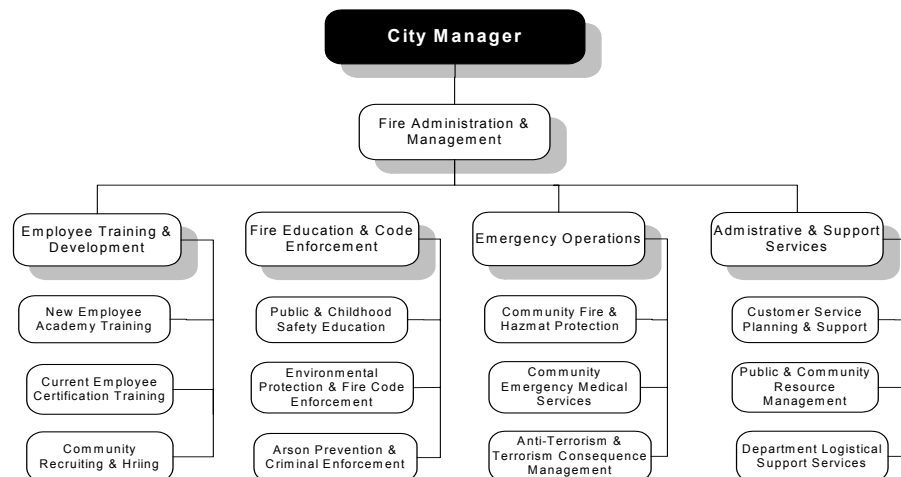 City Manager
Fire Administration &
Management
Employee Training &
Development
New Employee
Academy Training
Current Employee
Certification Training
Community
Recruiting & Hriing
Fire Education & Code
Enforcement
Public & Childhood
Safety Education
Environmental
Protection & Fire Code
Enforcement
Arson Prevention &
Criminal Enforcement
Emergency Operations
Community Fire &
Hazmat Protection
Community
Emergency Medical
Services
Anti-Terrorism &
Terrorism Consequence
Management
Admistrative & Support
Services
Customer Service
Planning & Support
Public & Community
Resource
Management
Department Logistical
Support Services